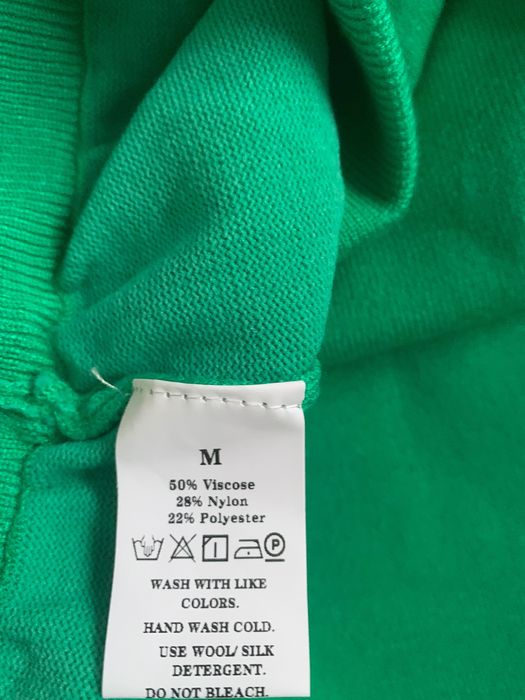 M
50% Viscose
28% Nylon
22% Polyester
P
WASH WITH LIKE
COLORS.
HAND WASH COLD.
USE WOOL/ SILK
DETERGENT.
DO NOT BLEACH.